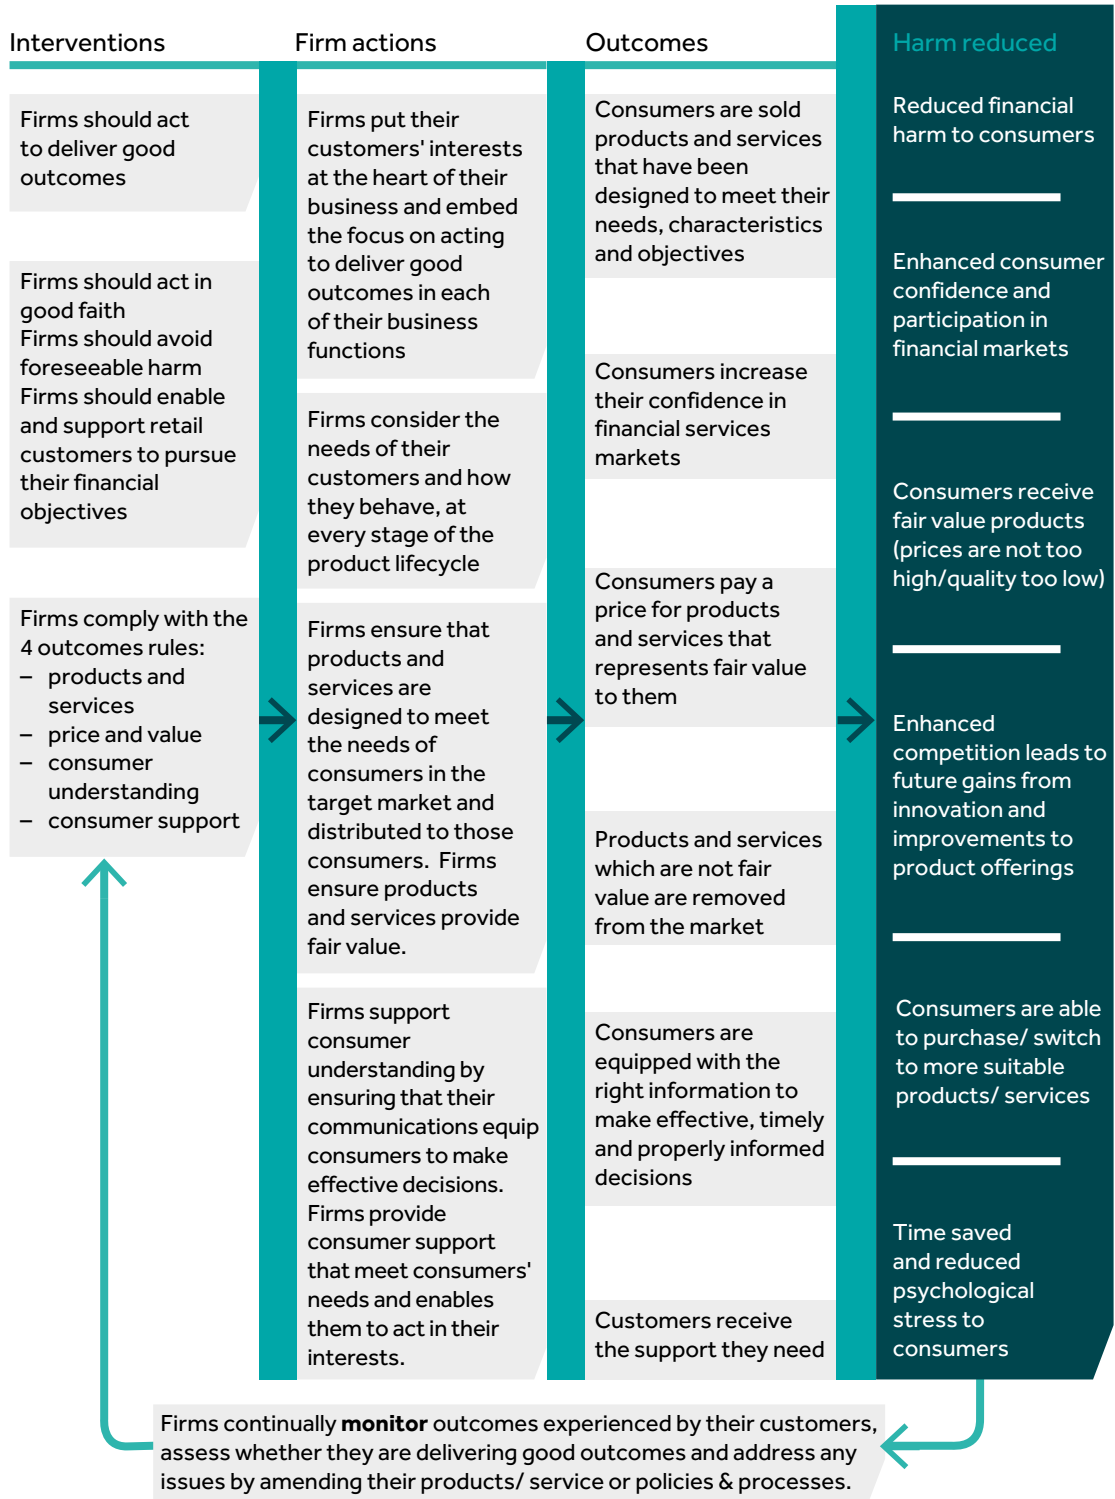 Interventions
Firms should act
to deliver good
outcomes
Firms should act in
good faith
Firms should avoid
foreseeable harm
Firms should enable
and support retail
customers to pursue
their financial
objectives
Firms comply with the
4 outcomes rules:
– products and
services
– price and value
– consumer
understanding
– consumer support
Firm actions
Firms put their
customers' interests
at the heart of their
business and embed
the focus on acting
to deliver good
outcomes in each
of their business
functions
Firms consider the
needs of their
customers and how
they behave, at
every stage of the
product lifecycle
Firms ensure that
products and
services are
designed to meet
the needs of
consumers in the
target market and
distributed to those
consumers. Firms
ensure products
and services provide
fair value.
Firms support
consumer
understanding by
ensuring that their
communications equip
consumers to make
effective decisions.
Firms provide
consumer support
that meet consumers'
needs and enables
them to act in their
interests.
Outcomes
Consumers are sold
products and services
that have been
designed to meet their
needs, characteristics
and objectives
Consumers increase
their confidence in
financial services
markets
Consumers pay a
price for products
and services that
represents fair value
to them
Products and services
which are not fair
value are removed
from the market
Consumers are
equipped with the
right information to
make effective, timely
and properly informed
decisions
Customers receive
the support they need
Harm reduced
Reduced financial
harm to consumers
Enhanced consumer
confidence and
participation in
financial markets
Consumers receive
fair value products
(prices are not too
high/quality too low)
Enhanced
competition leads to
future gains from
innovation and
improvements to
product offerings
Consumers are able
to purchase/ switch
to more suitable
products/ services
Time saved
and reduced
psychological
stress to
consumers
Firms continually monitor outcomes experienced by their customers,
assess whether they are delivering good outcomes and address any
issues by amending their products/ service or policies & processes.